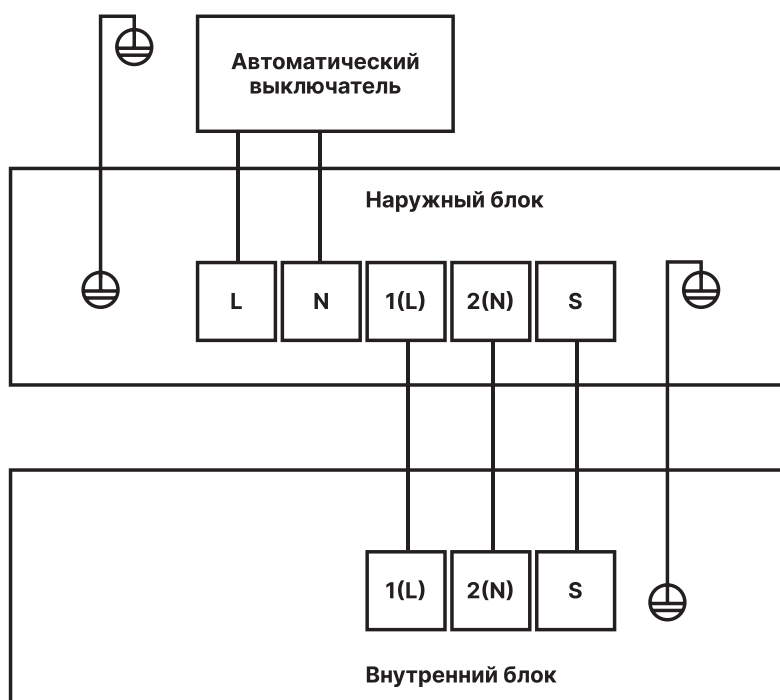 Автоматический
выключатель
Наружный блок
L N 1(L) 2(N) S
1(L) 2(N) S
Внутренний блок